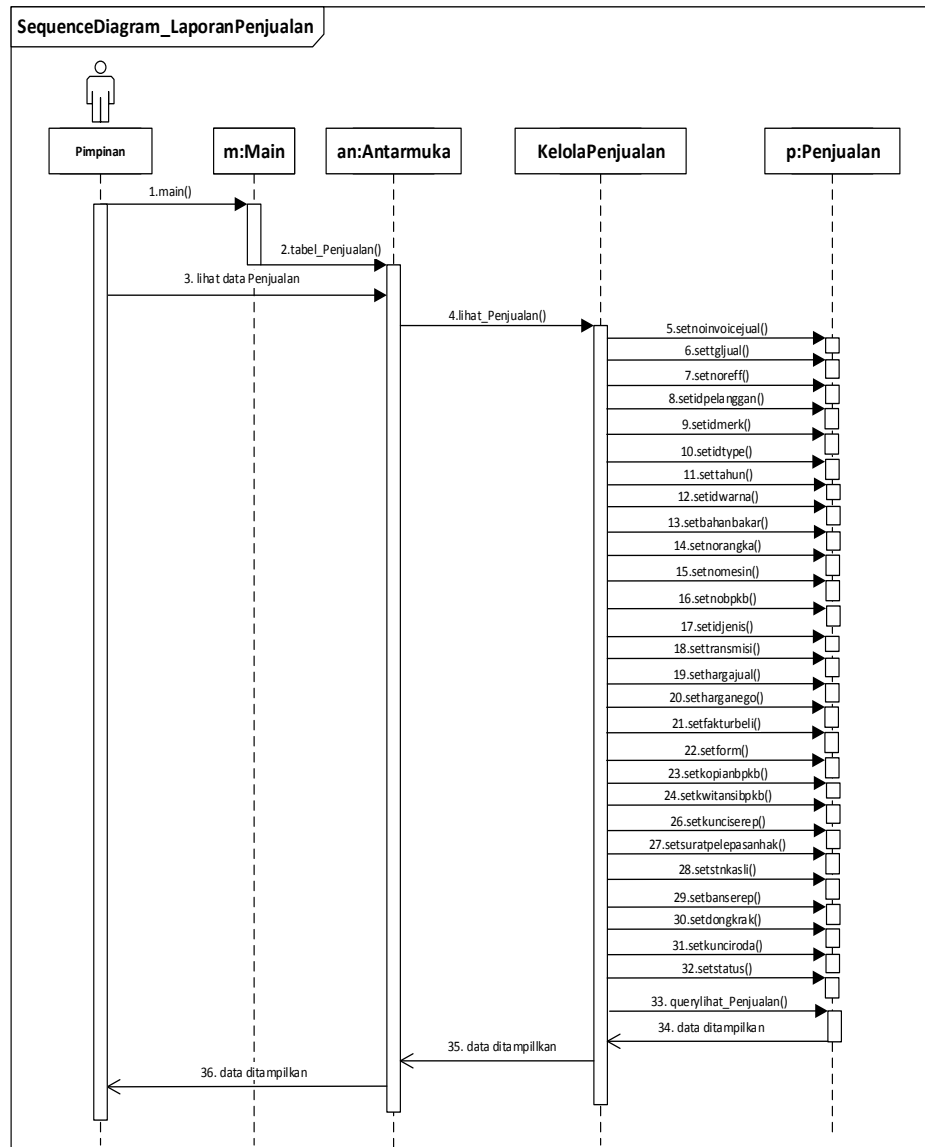 SequenceDiagram_LaporanPenjualan
Pimpinan
m:Main
an:Antarmuka
KelolaPenjualan
p:Penjualan
1.main()
2.tabel_Penjualan()
3. lihat data Penjualan
4.lihat_Penjualan()
5.setnoinvoicejual()
6.settgljual()
7.setnoreff()
8.setidpelanggan()
9.setidmerk()
10.setidtype()
11.settahun()
12.setidwarna()
13.setbahanbakar()
14.setnorangka()
15.setnomesin()
16.setnobpkb()
17.setidjenis()
18.settransmisi()
19.sethargajual()
20.setharganego()
21.setfakturbeli()
22.setform()
23.setkopianbpkb()
24.setkwitansibpkb()
26.setkunciserep()
27.setsuratpelepasanhak()
28.setstnkasli()
29.setbanserep()
30.setdongkrak()
31.setkunciroda()
32.setstatus()
33. querylihat_Penjualan()
34. data ditampilkan
35. data ditampilkan
36. data ditampilkan